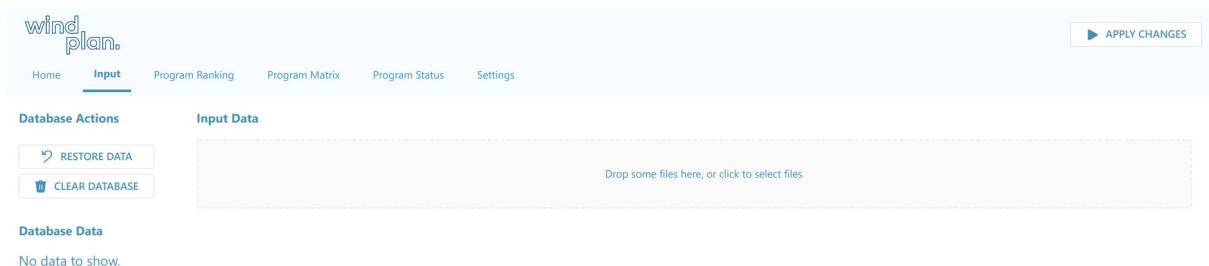 wind
plan.
APPLY CHANGES
Home Input Program Ranking Program Matrix Program Status Settings
Database Actions
Input Data
RESTORE DATA
CLEAR DATABASE
Drop some files here, or click to select files
Database Data
No data to show.